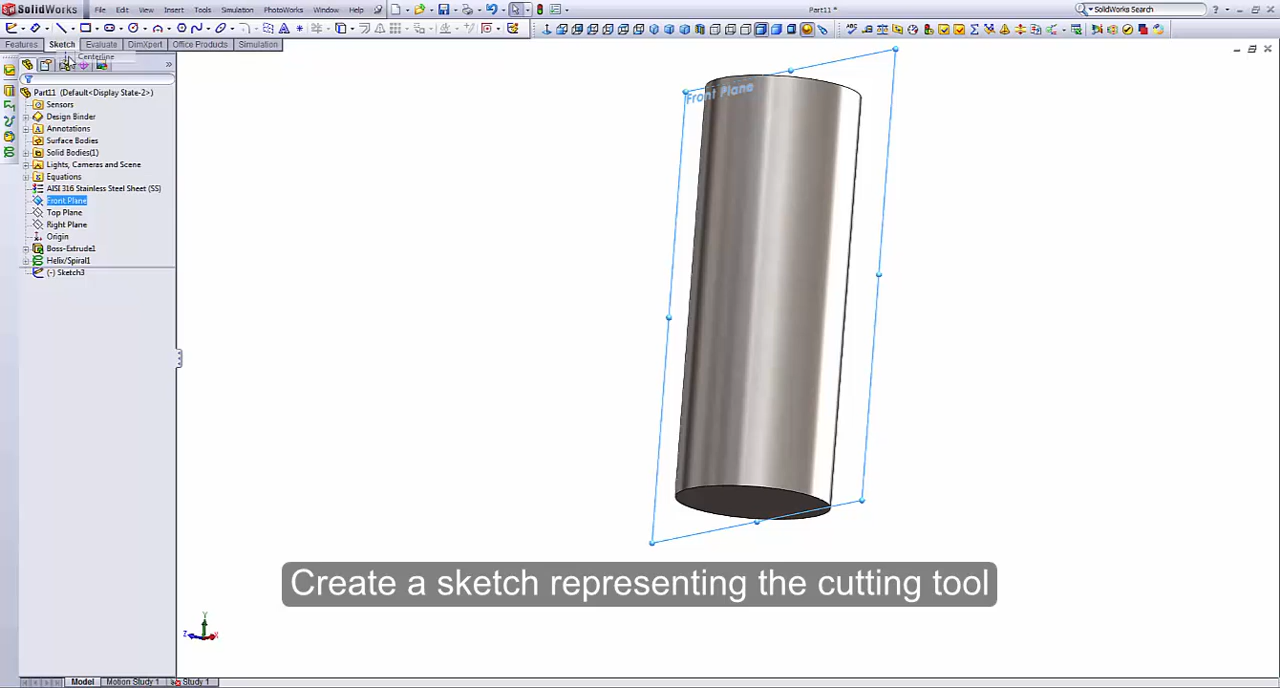 SolidWorks File Edit View Insert Tools Simulation PhotoWorks Window Help Part11 * SolidWorks Search
Features Sketch Evaluate DimXpert Office Products Simulation
Centerline
Part11 (Default<Display State-2>)
Sensors
Design Binder
Annotations
Surface Bodies
Solid Bodies(1)
Lights, Cameras and Scene
Equations
AISI 316 Stainless Steel Sheet (SS)
Front Plane
Top Plane
Right Plane
Origin
Boss-Extrude1
Helix/Spiral1
(-) Sketch3
Front Plane
Create a sketch representing the cutting tool
Y
Z X
Model Motion Study 1 Study 1